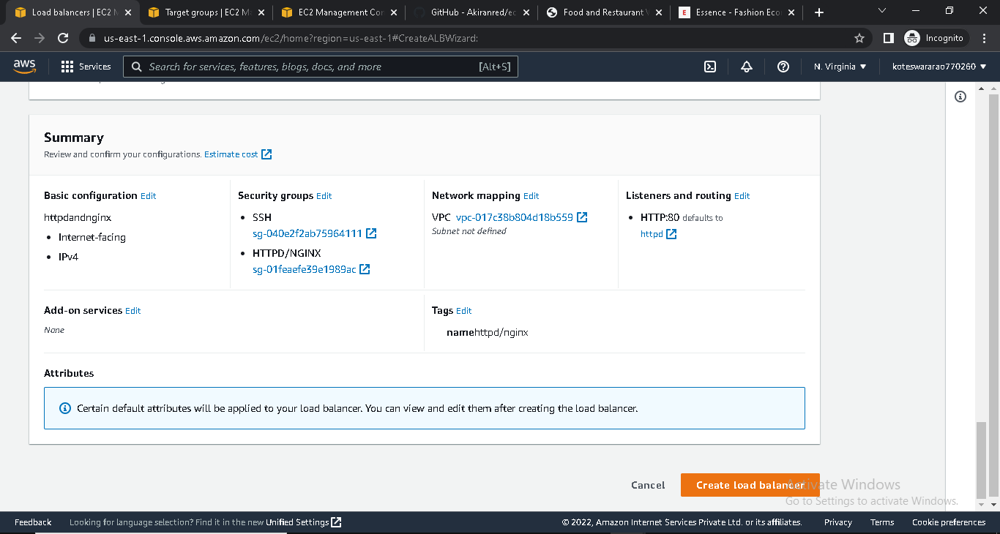 Load balancers | EC2 M
Target groups | EC2 Ma
EC2 Management Con
GitHub - Akiranred/ec
Food and Restaurant V
E
Essence - Fashion Eco
us-east-1.console.aws.amazon.com/ec2/home?region=us-east-1#CreateALBWizard:
Incognito
aws
Services
Search for services, features, blogs, docs, and more
[Alt+S]
N. Virginia
koteswararao770260
Summary
Review and confirm your configurations. Estimate cost
Basic configuration Edit
httpdandnginx
• Internet-facing
• IPv4
Security groups Edit
• SSH
sg-040e2f2ab75964111
• HTTPD/NGINX
sg-01feaefe39e1989ac
Network mapping Edit
VPC vpc-017c38b804d18b559
Subnet not defined
Listeners and routing Edit
• HTTP:80 defaults to
httpd
Add-on services Edit
None
Tags Edit
namehttpd/nginx
Attributes
Certain default attributes will be applied to your load balancer. You can view and edit them after creating the load balancer.
Cancel
Create load balancer
Activate Windows
Go to Settings to activate Windows.
Feedback
Looking for language selection? Find it in the new Unified Settings
© 2022, Amazon Internet Services Private Ltd. or its affiliates.
Privacy
Terms
Cookie preferences